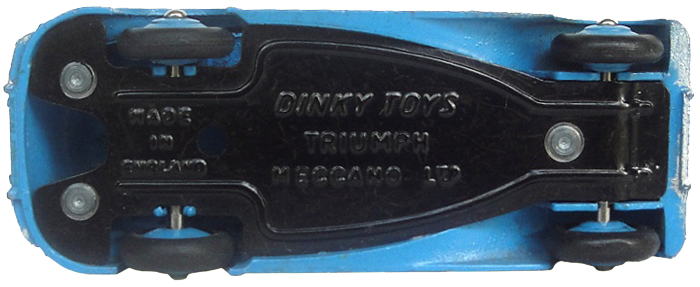 MADE
IN
ENGLAND
DINKY TOYS
TRIUMPH
MECCANO LTD